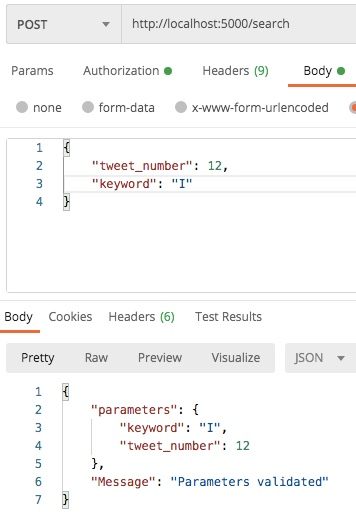 POST http://localhost:5000/search
Params Authorization Headers (9) Body
none form-data x-www-form-urlencoded
1 {
2 "tweet_number": 12,
3 "keyword": "I"
4 }
Body Cookies Headers (6) Test Results
Pretty Raw Preview Visualize JSON
1 {
2 "parameters": {
3 "keyword": "I",
4 "tweet_number": 12
5 },
6 "Message": "Parameters validated"
7 }